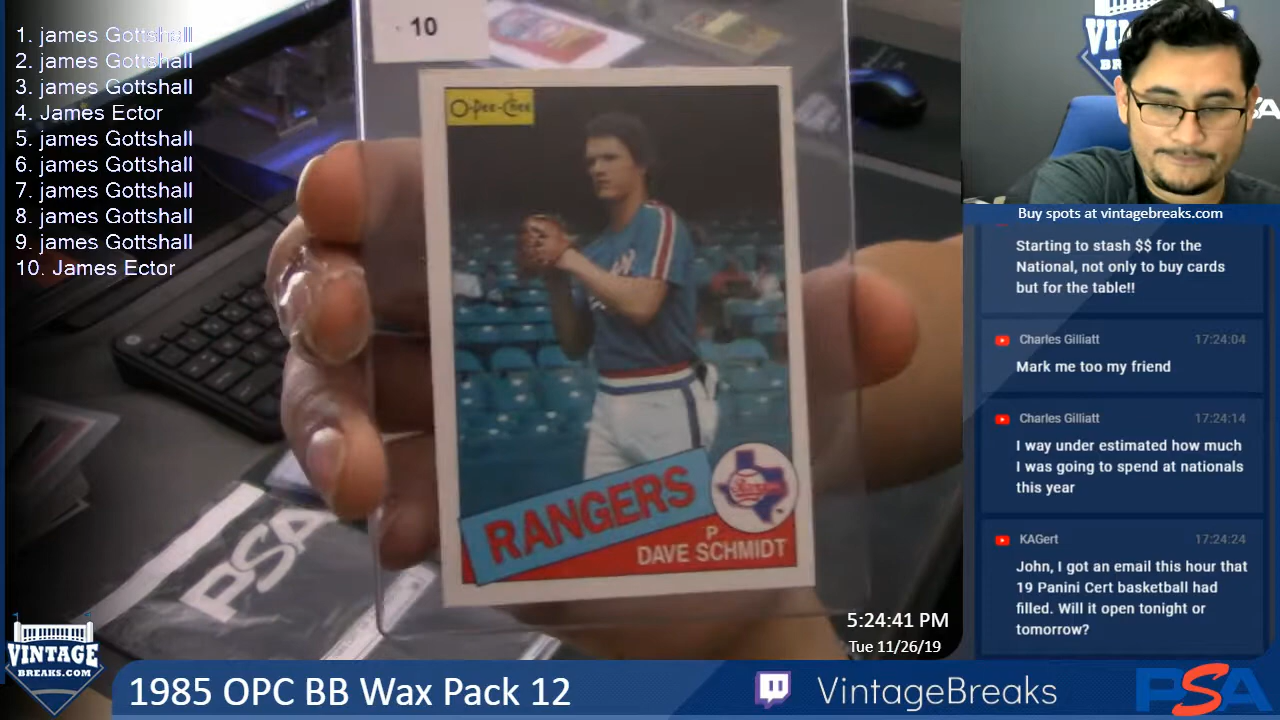 1. james Gottshall
2. james Gottshall
3. james Gottshall
4. James Ector
5. james Gottshall
6. james Gottshall
7. james Gottshall
8. james Gottshall
9. james Gottshall
10. James Ector
10
O-Pee-Chee
RANGERS
P
DAVE SCHMIDT
PSA
5:24:41 PM
Tue 11/26/19
VINTAGE
BREAKS.COM
1985 OPC BB Wax Pack 12
VintageBreaks
PSA
Buy spots at vintagebreaks.com
Starting to stash $$ for the
National, not only to buy cards
but for the table!!
Charles Gilliatt 17:24:04
Mark me too my friend
Charles Gilliatt 17:24:14
I way under estimated how much
I was going to spend at nationals
this year
KAGert 17:24:24
John, I got an email this hour that
19 Panini Cert basketball had
filled. Will it open tonight or
tomorrow?